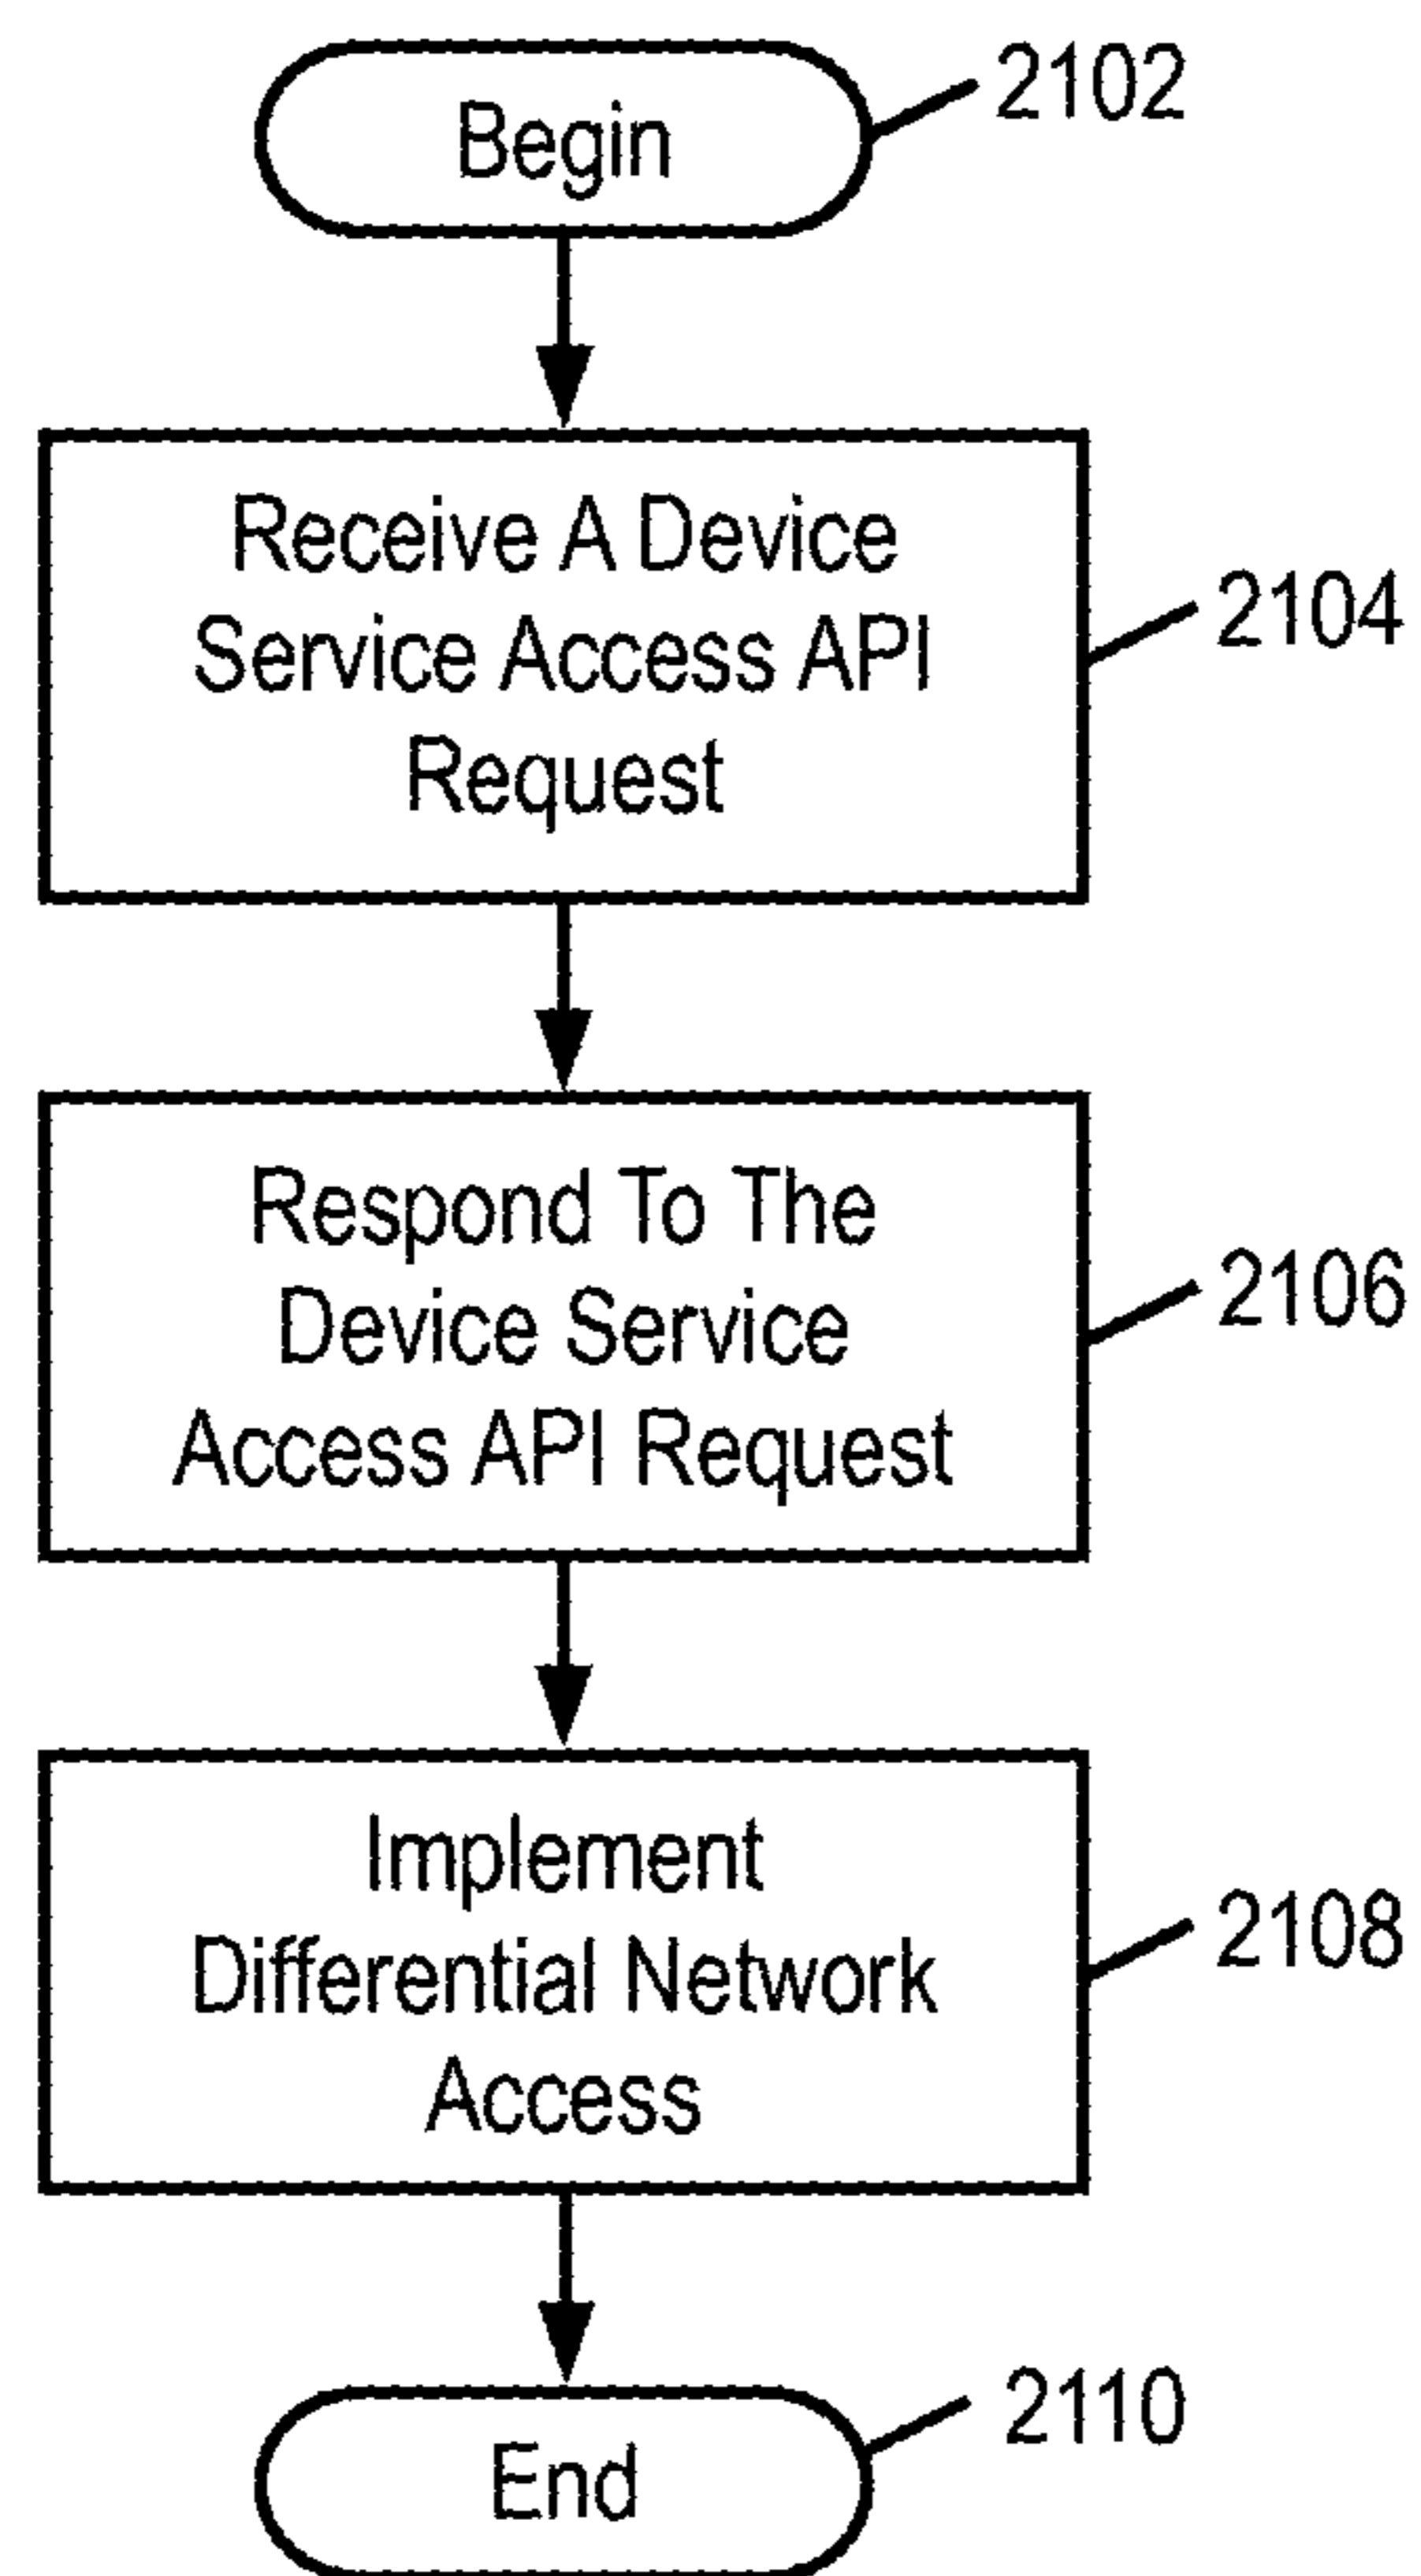 Begin
2102
Receive A Device
Service Access API
Request
2104
Respond To The
Device Service
Access API Request
2106
Implement
Differential Network
Access
2108
End
2110